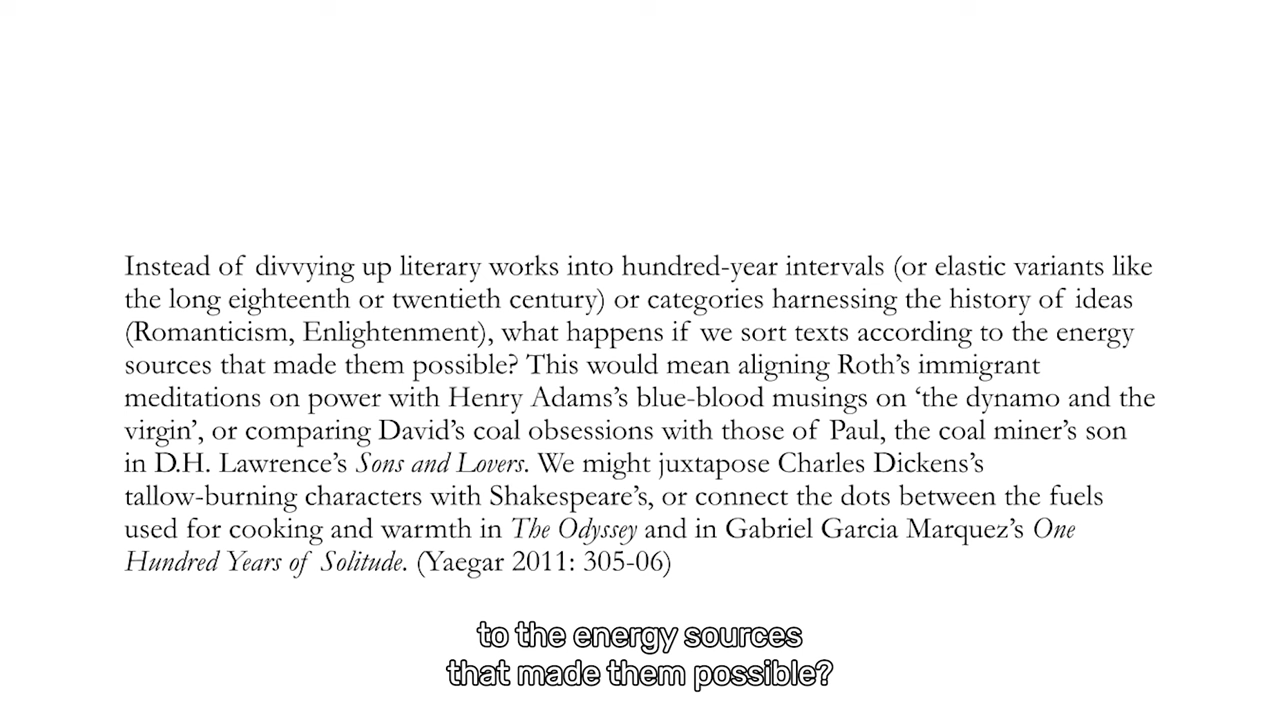 Instead of divvying up literary works into hundred-year intervals (or elastic variants like
the long eighteenth or twentieth century) or categories harnessing the history of ideas
(Romanticism, Enlightenment), what happens if we sort texts according to the energy
sources that made them possible? This would mean aligning Roth’s immigrant
meditations on power with Henry Adams’s blue-blood musings on ‘the dynamo and the
virgin’, or comparing David’s coal obsessions with those of Paul, the coal miner’s son
in D.H. Lawrence’s Sons and Lovers. We might juxtapose Charles Dickens’s
tallow-burning characters with Shakespeare’s, or connect the dots between the fuels
used for cooking and warmth in The Odyssey and in Gabriel Garcia Marquez’s One
Hundred Years of Solitude. (Yaegar 2011: 305-06)
to the energy sources
that made them possible?